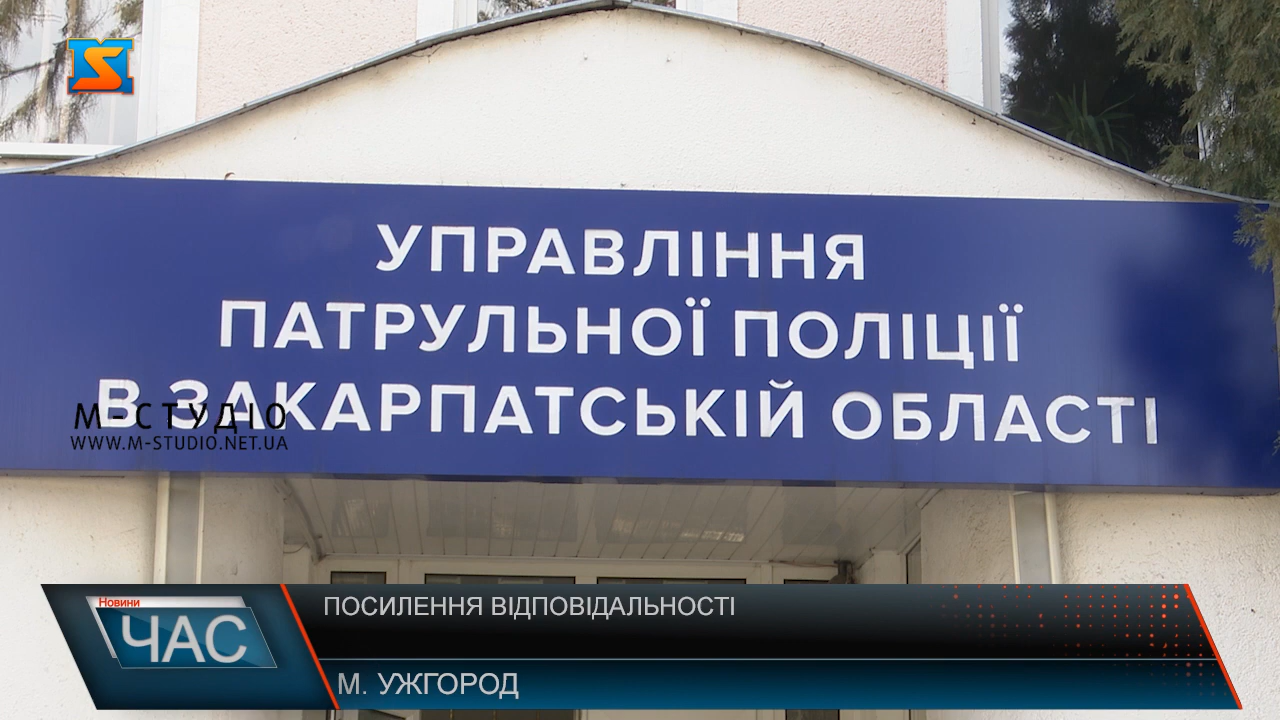 УПРАВЛІННЯ
ПАТРУЛЬНОЇ ПОЛІЦІЇ
В ЗАКАРПАТСЬКІЙ ОБЛАСТІ
М-СТУДІО
WWW.M-STUDIO.NET.UA
Новини
ЧАС
ПОСИЛЕННЯ ВІДПОВІДАЛЬНОСТІ
М. УЖГОРОД